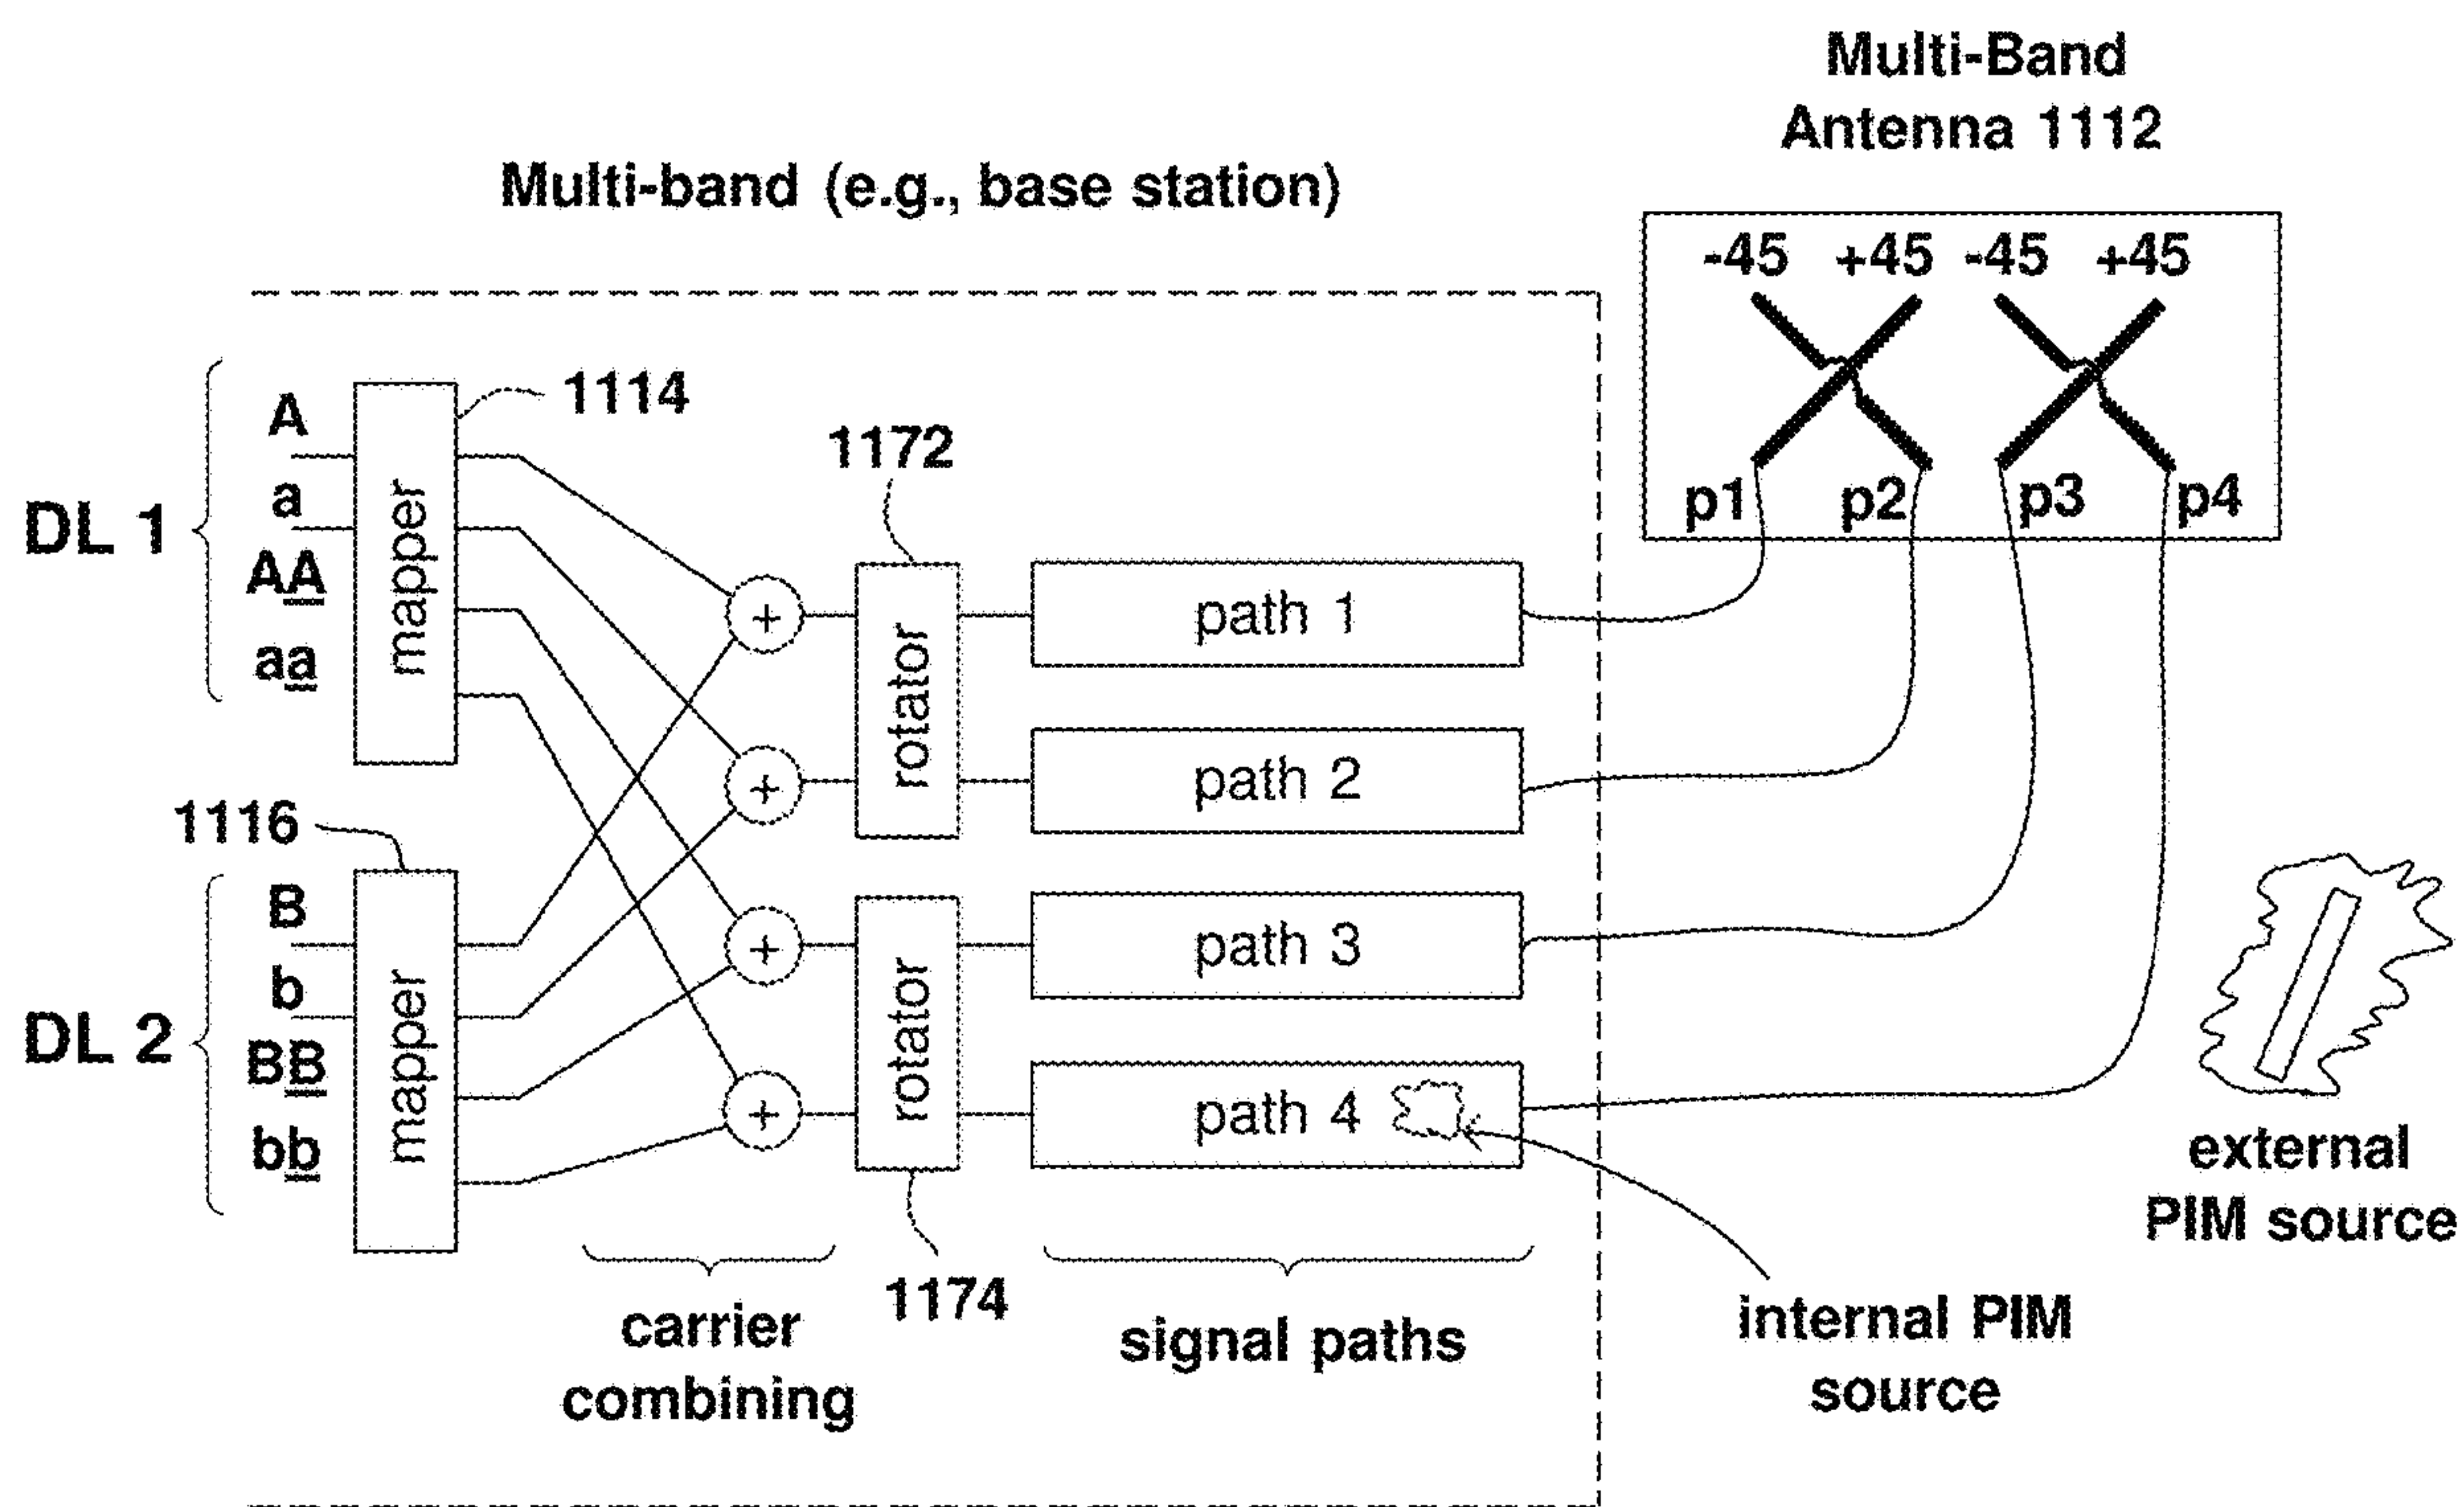 Multi-Band
Antenna 1112
Multi-band (e.g., base station)
-45 +45 -45 +45
p1 p2 p3 p4
DL 1
A
a
AA
aa
mapper
1114
1172
rotator
path 1
path 2
1116
DL 2
B
b
BB
bb
mapper
rotator
path 3
path 4
1174
carrier
combining
signal paths
internal PIM
source
external
PIM source